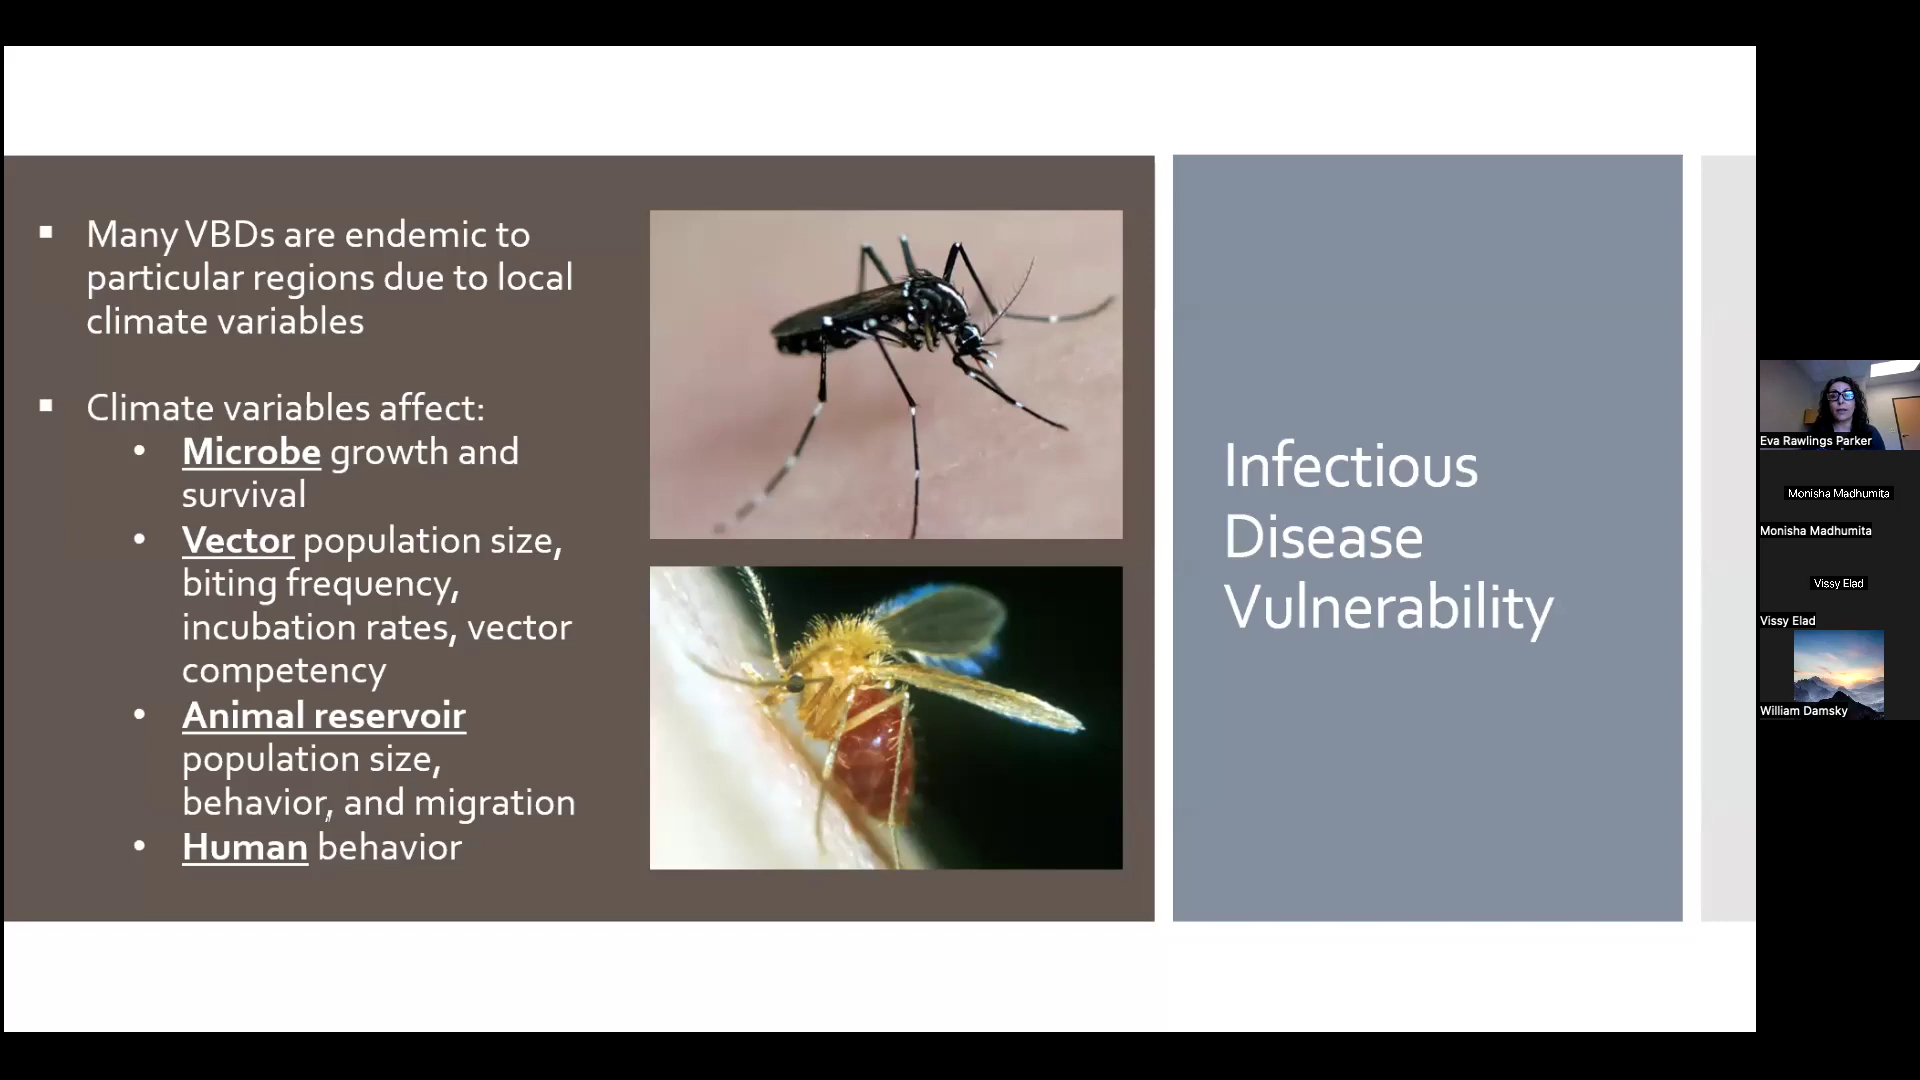 ▪ Many VBDs are endemic to
particular regions due to local
climate variables
▪ Climate variables affect:
• Microbe growth and
survival
• Vector population size,
biting frequency,
incubation rates, vector
competency
• Animal reservoir
population size,
behavior, and migration
• Human behavior
Infectious
Disease
Vulnerability
Eva Rawlings Parker
Monisha Madhumita
Monisha Madhumita
Vissy Elad
Vissy Elad
William Damsky